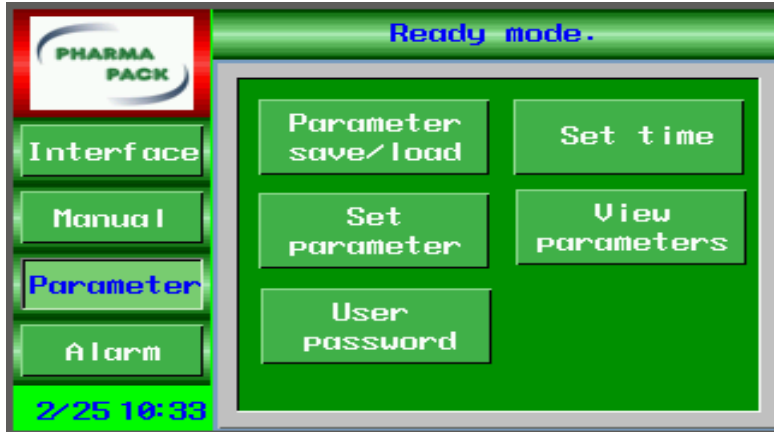 PHARMA
PACK
Ready mode.
Interface
Manual
Parameter
Alarm
2/25 10:33
Parameter
save/load
Set time
Set
parameter
View
parameters
User
password